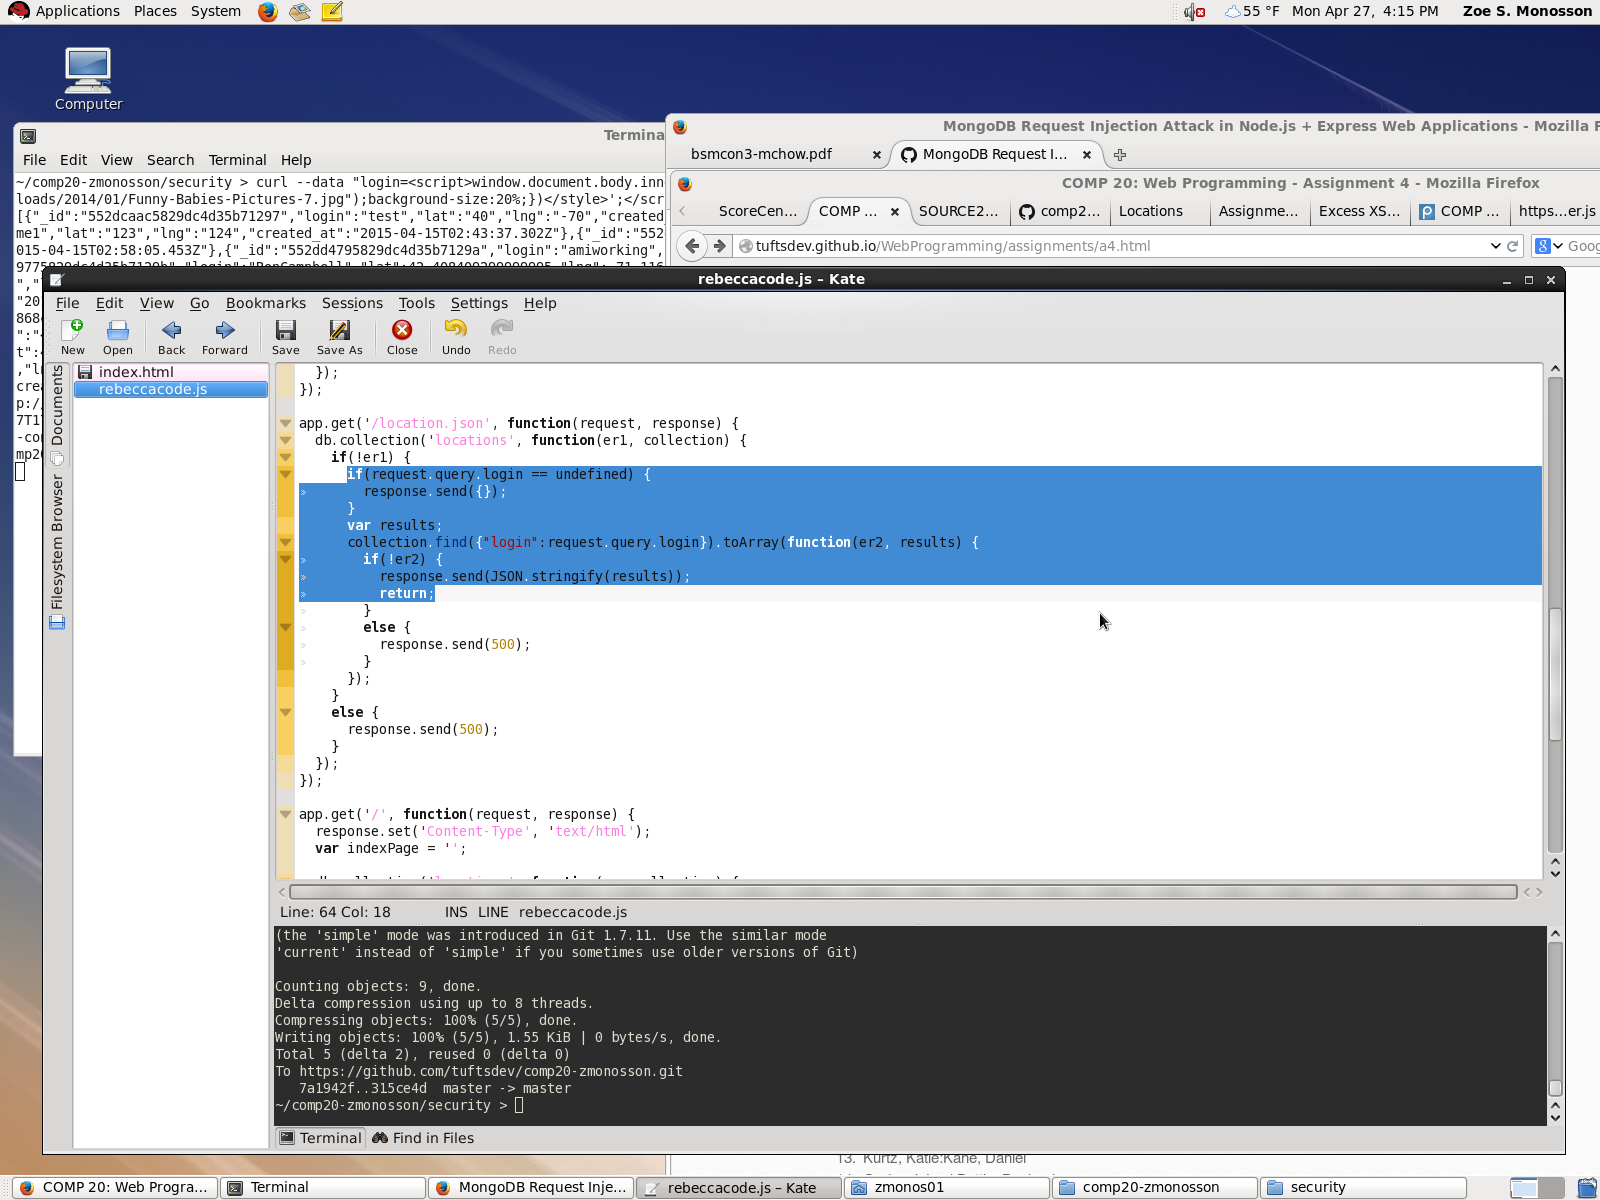 Applications Places System 55 °F Mon Apr 27, 4:15 PM Zoe S. Monosson
Computer
Termina
File Edit View Search Terminal Help
~/comp20-zmonosson/security > curl --data "login=<script>window.document.body.inn
loads/2014/01/Funny-Babies-Pictures-7.jpg");background-size:20%;})</style>';</scr
[{"_id":"552dcaac5829dc4d35b71297","login":"test","lat":"40","lng":"-70","created
me1","lat":"123","lng":"124","created_at":"2015-04-15T02:43:37.302Z"},{"_id":"552
015-04-15T02:58:05.453Z"},{"_id":"552dd4795829dc4d35b7129a","login":"amiworking",
MongoDB Request Injection Attack in Node.js + Express Web Applications - Mozilla F
bsmcon3-mchow.pdf MongoDB Request I...
COMP 20: Web Programming - Assignment 4 - Mozilla Firefox
ScoreCen... COMP ... SOURCE2... comp2... Locations Assignme... Excess XS... COMP ... https...er.js
tuftsdev.github.io/WebProgramming/assignments/a4.html Goog
rebeccacode.js – Kate
File Edit View Go Bookmarks Sessions Tools Settings Help
New Open Back Forward Save Save As Close Undo Redo
","
"20
868
":"
t":
,"l
crea
p:/
7T1
-co
mp2
Documents
Filesystem Browser
index.html
rebeccacode.js
});
});
app.get('/location.json', function(request, response) {
db.collection('locations', function(er1, collection) {
if(!er1) {
if(request.query.login == undefined) {
response.send({});
}
var results;
collection.find({"login":request.query.login}).toArray(function(er2, results) {
if(!er2) {
response.send(JSON.stringify(results));
return;
}
else {
response.send(500);
}
});
}
else {
response.send(500);
}
});
});
app.get('/', function(request, response) {
response.set('Content-Type', 'text/html');
var indexPage = '';
Line: 64 Col: 18 INS LINE rebeccacode.js
(the 'simple' mode was introduced in Git 1.7.11. Use the similar mode
'current' instead of 'simple' if you sometimes use older versions of Git)
Counting objects: 9, done.
Delta compression using up to 8 threads.
Compressing objects: 100% (5/5), done.
Writing objects: 100% (5/5), 1.55 KiB | 0 bytes/s, done.
Total 5 (delta 2), reused 0 (delta 0)
To https://github.com/tuftsdev/comp20-zmonosson.git
7a1942f..315ce4d master -> master
~/comp20-zmonosson/security >
Terminal Find in Files
13. Kurtz, Katie:Kane, Daniel
COMP 20: Web Progra... Terminal MongoDB Request Inje... rebeccacode.js – Kate zmonos01 comp20-zmonosson security